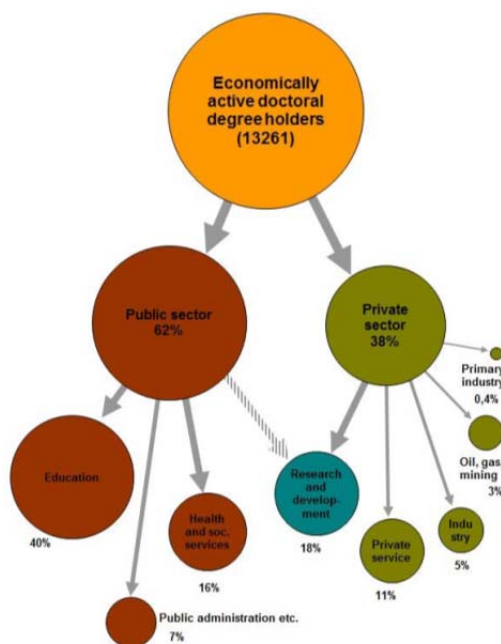 Economically
active doctoral
degree holders
(13261)
Public sector
62%
Private
sector
38%
Primary
industry
0,4%
Oil, gas,
mining
3%
Education
40%
Health
and soc.
services
16%
Research
and
develop-
ment
18%
Private
service
11%
Indu
stry
5%
Public administration etc.
7%